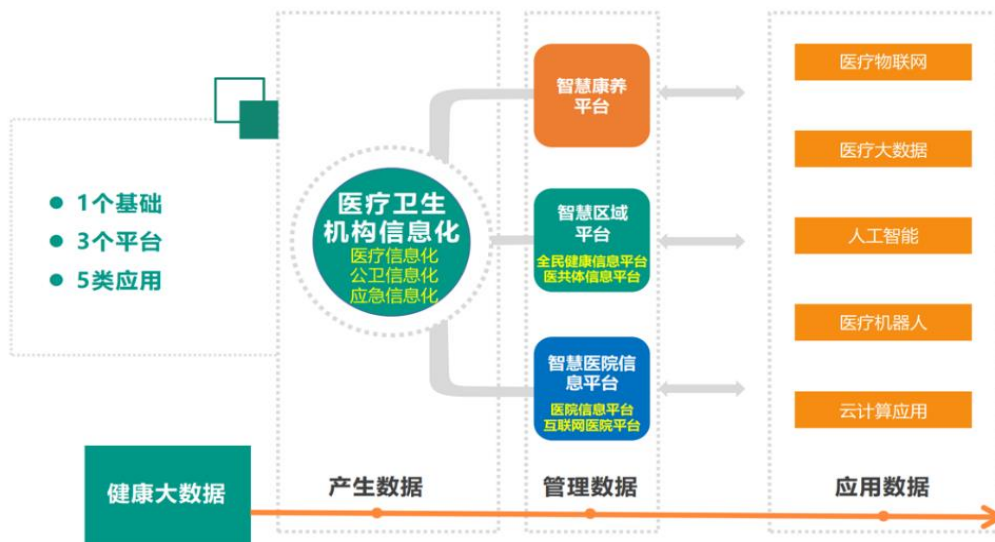 1个基础
3个平台
5类应用
医疗卫生
机构信息化
医疗信息化
公卫信息化
应急信息化
智慧康养
平台
智慧区域
平台
全民健康信息平台
医共体信息平台
智慧医院信
息平台
医院信息平台
互联网医院平台
医疗物联网
医疗大数据
人工智能
医疗机器人
云计算应用
健康大数据
产生数据
管理数据
应用数据